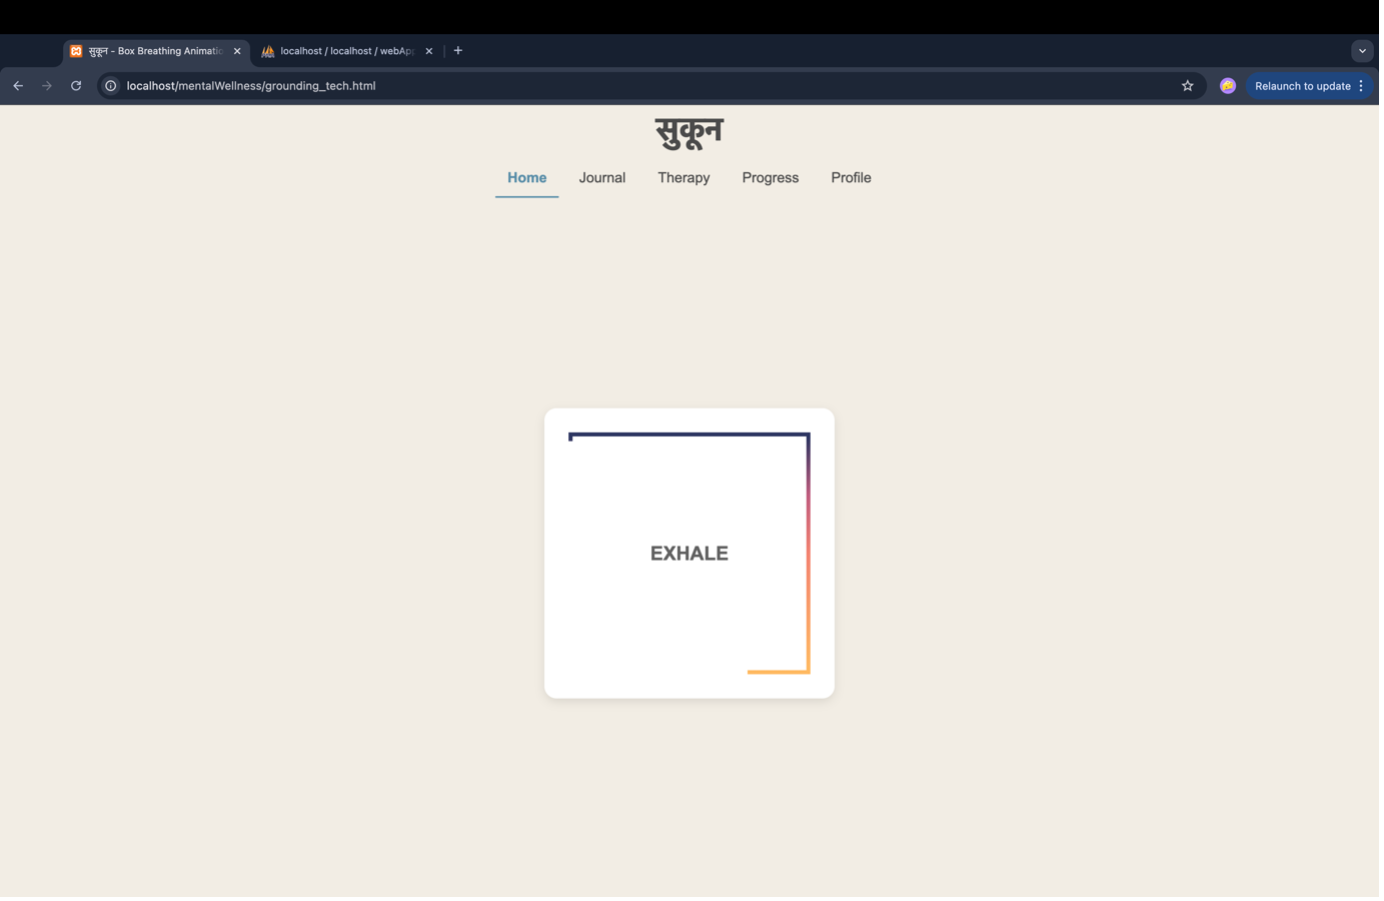 सुकून - Box Breathing Animatio
localhost / localhost / webAp
localhost/mentalWellness/grounding_tech.html
Relaunch to update
सुकून
Home
Journal
Therapy
Progress
Profile
EXHALE